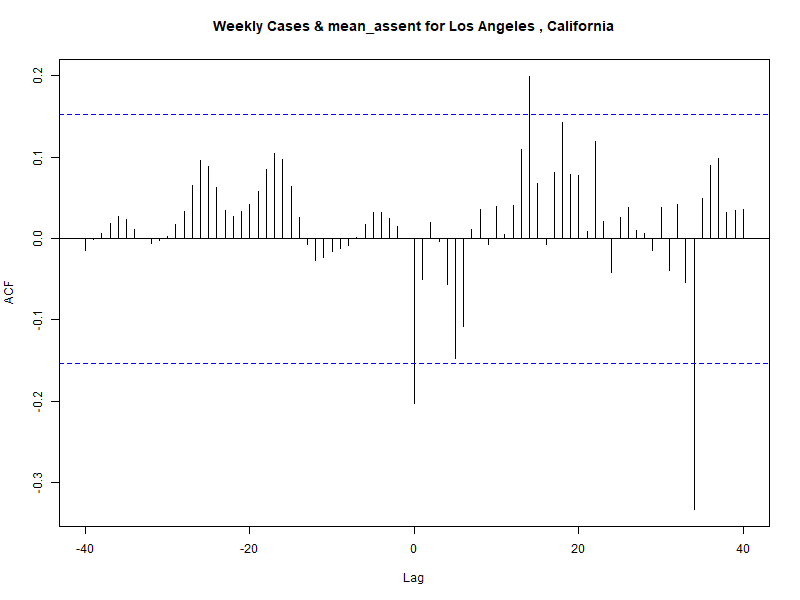 Weekly Cases & mean_assent for Los Angeles , California
ACF
0.2
0.1
0.0
-0.1
-0.2
-0.3
-40 -20 0 20 40
Lag